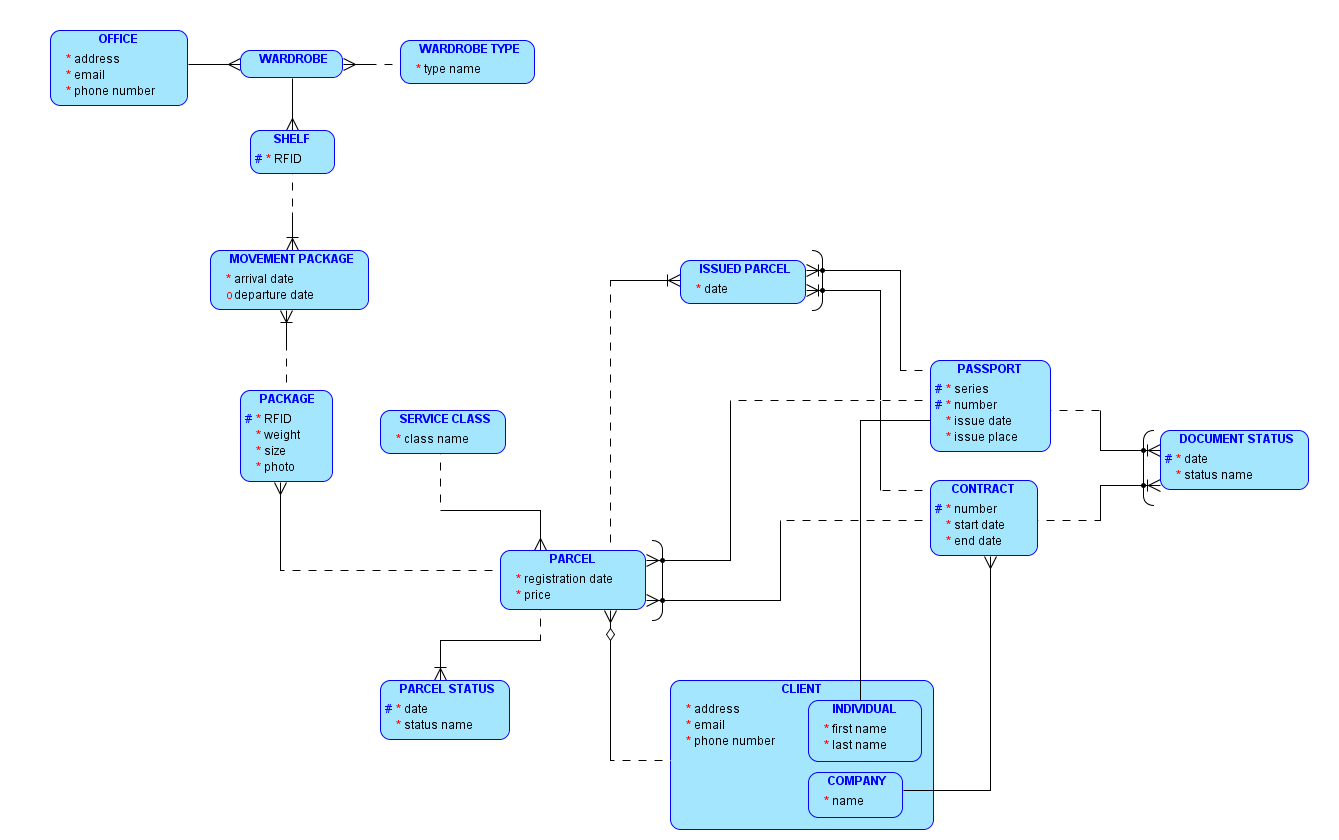 OFFICE
* address
* email
* phone number
WARDROBE
WARDROBE TYPE
* type name
SHELF
# * RFID
MOVEMENT PACKAGE
* arrival date
o departure date
ISSUED PARCEL
* date
PACKAGE
# * RFID
* weight
* size
* photo
SERVICE CLASS
* class name
PASSPORT
# * series
# * number
* issue date
* issue place
DOCUMENT STATUS
# * date
* status name
CONTRACT
# * number
* start date
* end date
PARCEL
* registration date
* price
PARCEL STATUS
# * date
* status name
CLIENT
* address
* email
* phone number
INDIVIDUAL
* first name
* last name
COMPANY
* name